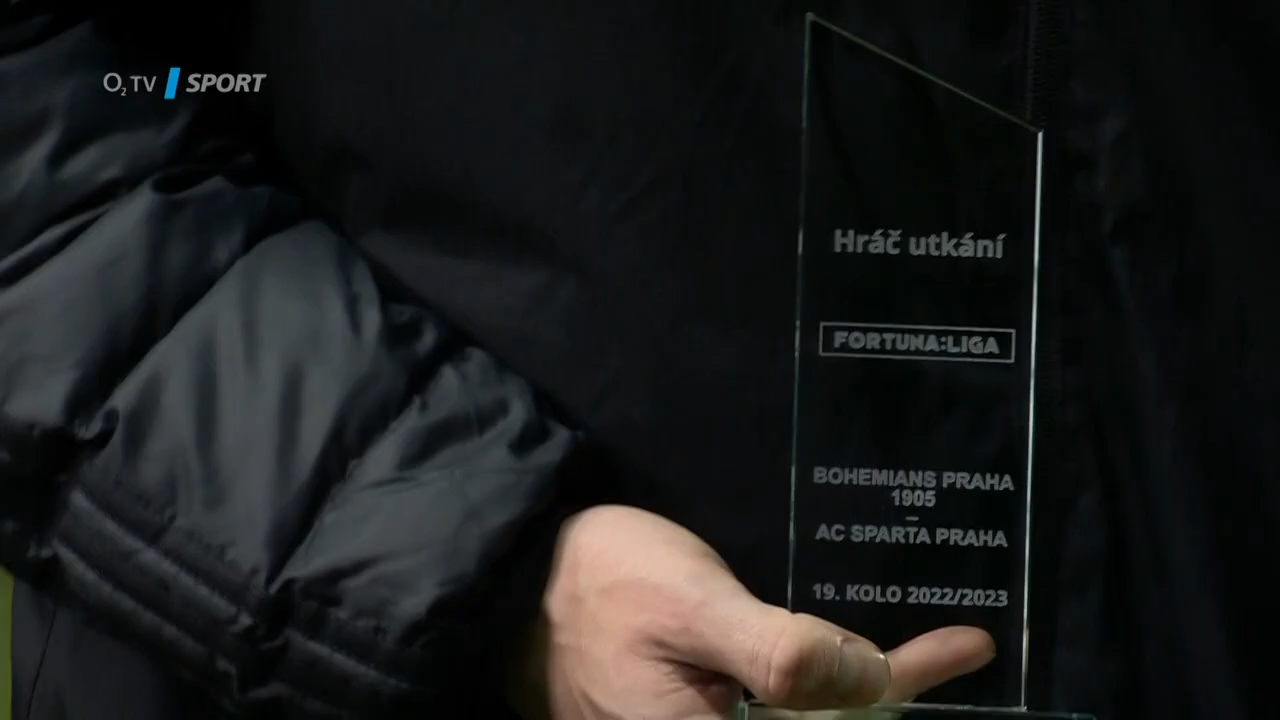 O2 TV SPORT
Hráč utkání
FORTUNA:LIGA
BOHEMIANS PRAHA
1905
–
AC SPARTA PRAHA
19. KOLO 2022/2023